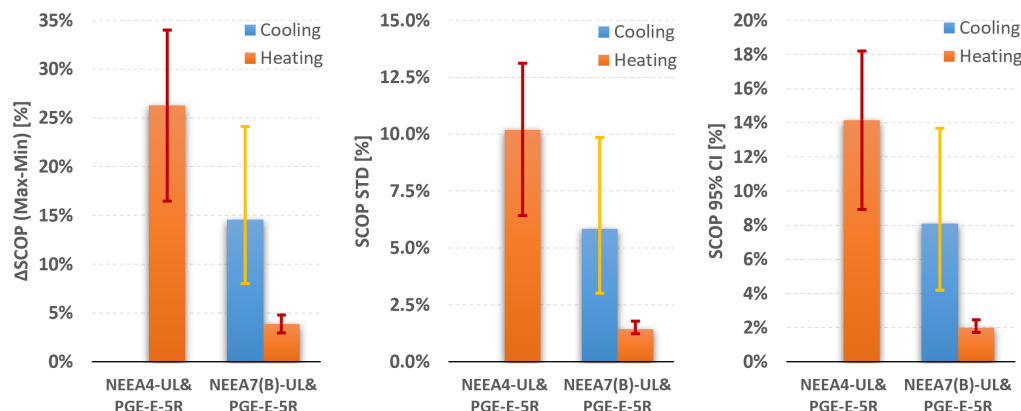 35%
30%
25%
20%
15%
10%
5%
0%
ΔSCOP (Max-Min) [%]
Cooling
Heating
NEEA4-UL& NEEA7(B)-UL&
PGE-E-5R PGE-E-5R
15.0%
12.5%
10.0%
7.5%
5.0%
2.5%
0.0%
SCOP STD [%]
Cooling
Heating
NEEA4-UL& NEEA7(B)-UL&
PGE-E-5R PGE-E-5R
20%
18%
16%
14%
12%
10%
8%
6%
4%
2%
0%
SCOP 95% CI [%]
Cooling
Heating
NEEA4-UL& NEEA7(B)-UL&
PGE-E-5R PGE-E-5R